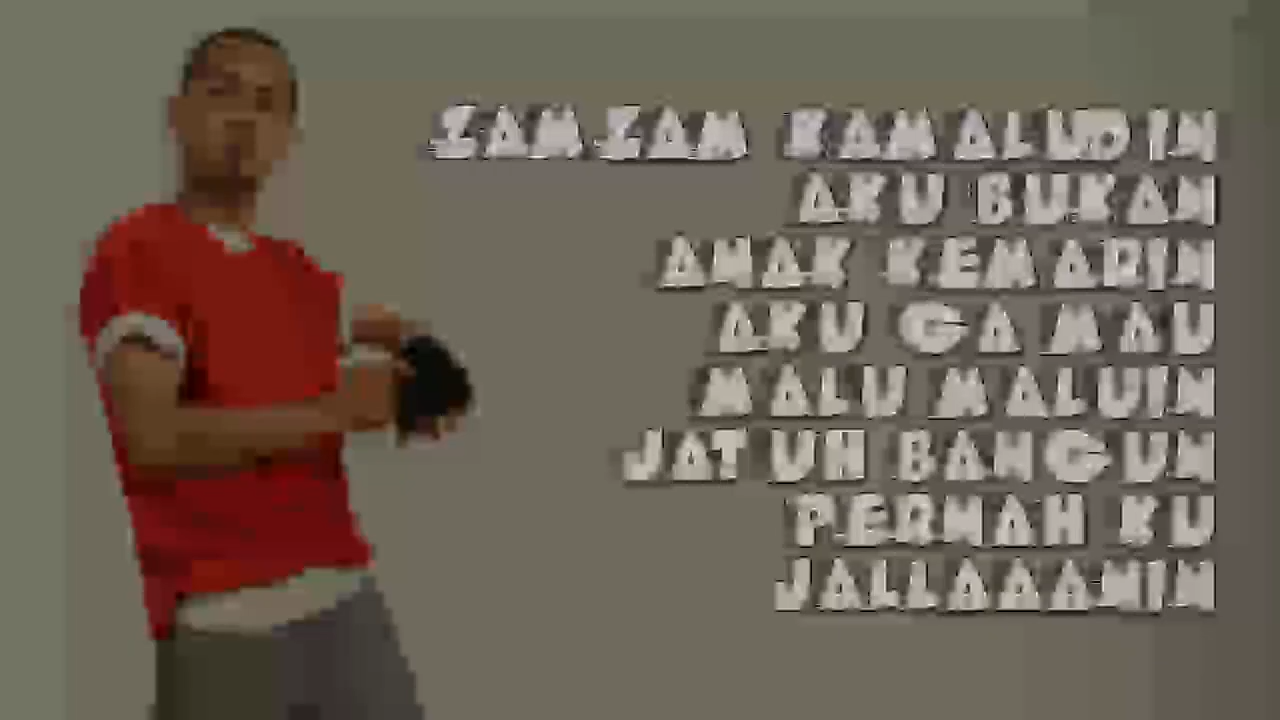 ZAMZAM KAMALUDIN
AKU BUKAN
ANAK KEMARIN
AKU GA MAU
MALU MALUIN
JATUH BANGUN
PERNAH KU
JALLAAANIN